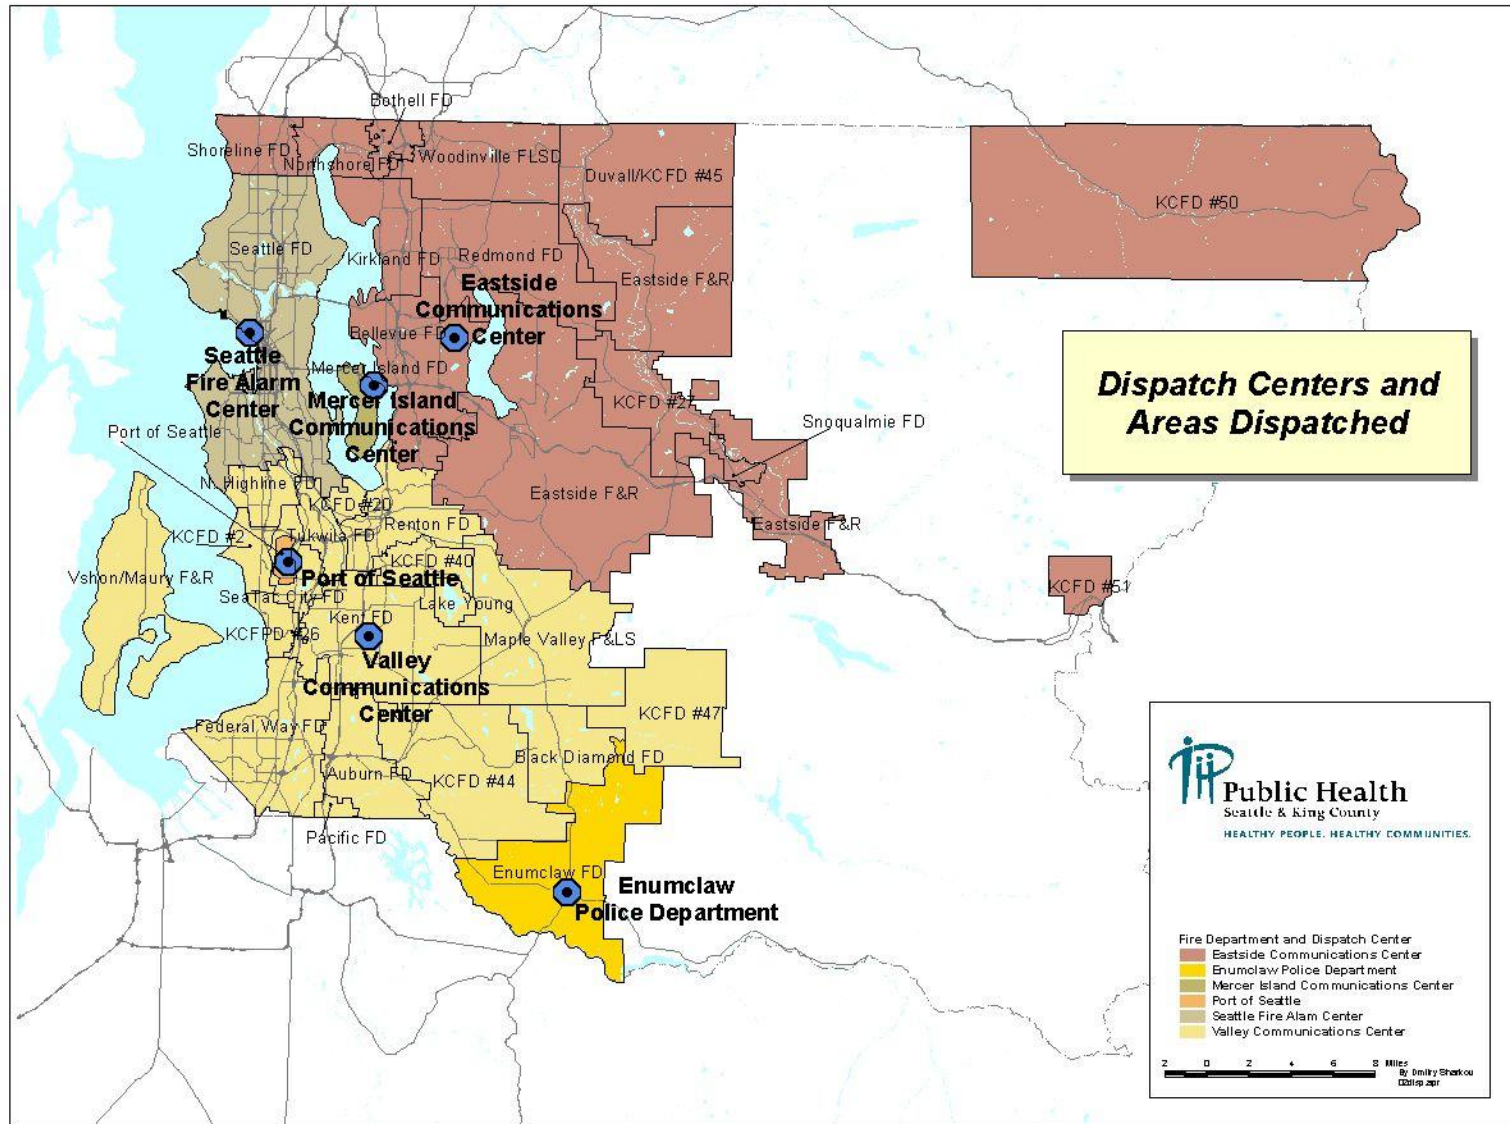 Bothell FD
Shoreline FD
Northshore FD
Woodinville FLSD
Duvall/KCFD #45
KCFD #50
Seattle FD
Kirkland FD
Redmond FD
Eastside F&R
Eastside
Communications
Center
Bellevue FD
Seattle
Fire Alarm
Center
Mercer Island FD
Mercer Island
Communications
Center
KCFD #27
Dispatch Centers and
Areas Dispatched
Snoqualmie FD
Port of Seattle
N. Highline FD
Eastside F&R
KCFD #20
Renton FD
Eastside F&R
KCFD #2
Tukwila FD
KCFD #40
Vshon/Maury F&R
Port of Seattle
KCFD #51
SeaTac City FD
Lake Young
Kent FD
KCFPD #26
Maple Valley F&LS
Valley
Communications
Center
KCFD #47
Federal Way FD
Black Diamond FD
Auburn FD
KCFD #44
Pacific FD
Enumclaw FD
Enumclaw
Police Department
Public Health
Seattle & King County
HEALTHY PEOPLE. HEALTHY COMMUNITIES.
Fire Department and Dispatch Center
Eastside Communications Center
Enumclaw Police Department
Mercer Island Communications Center
Port of Seattle
Seattle Fire Alam Center
Valley Communications Center
2 0 2 4 6 8 Miles
By Dmitry Sharkou
02disp.apr